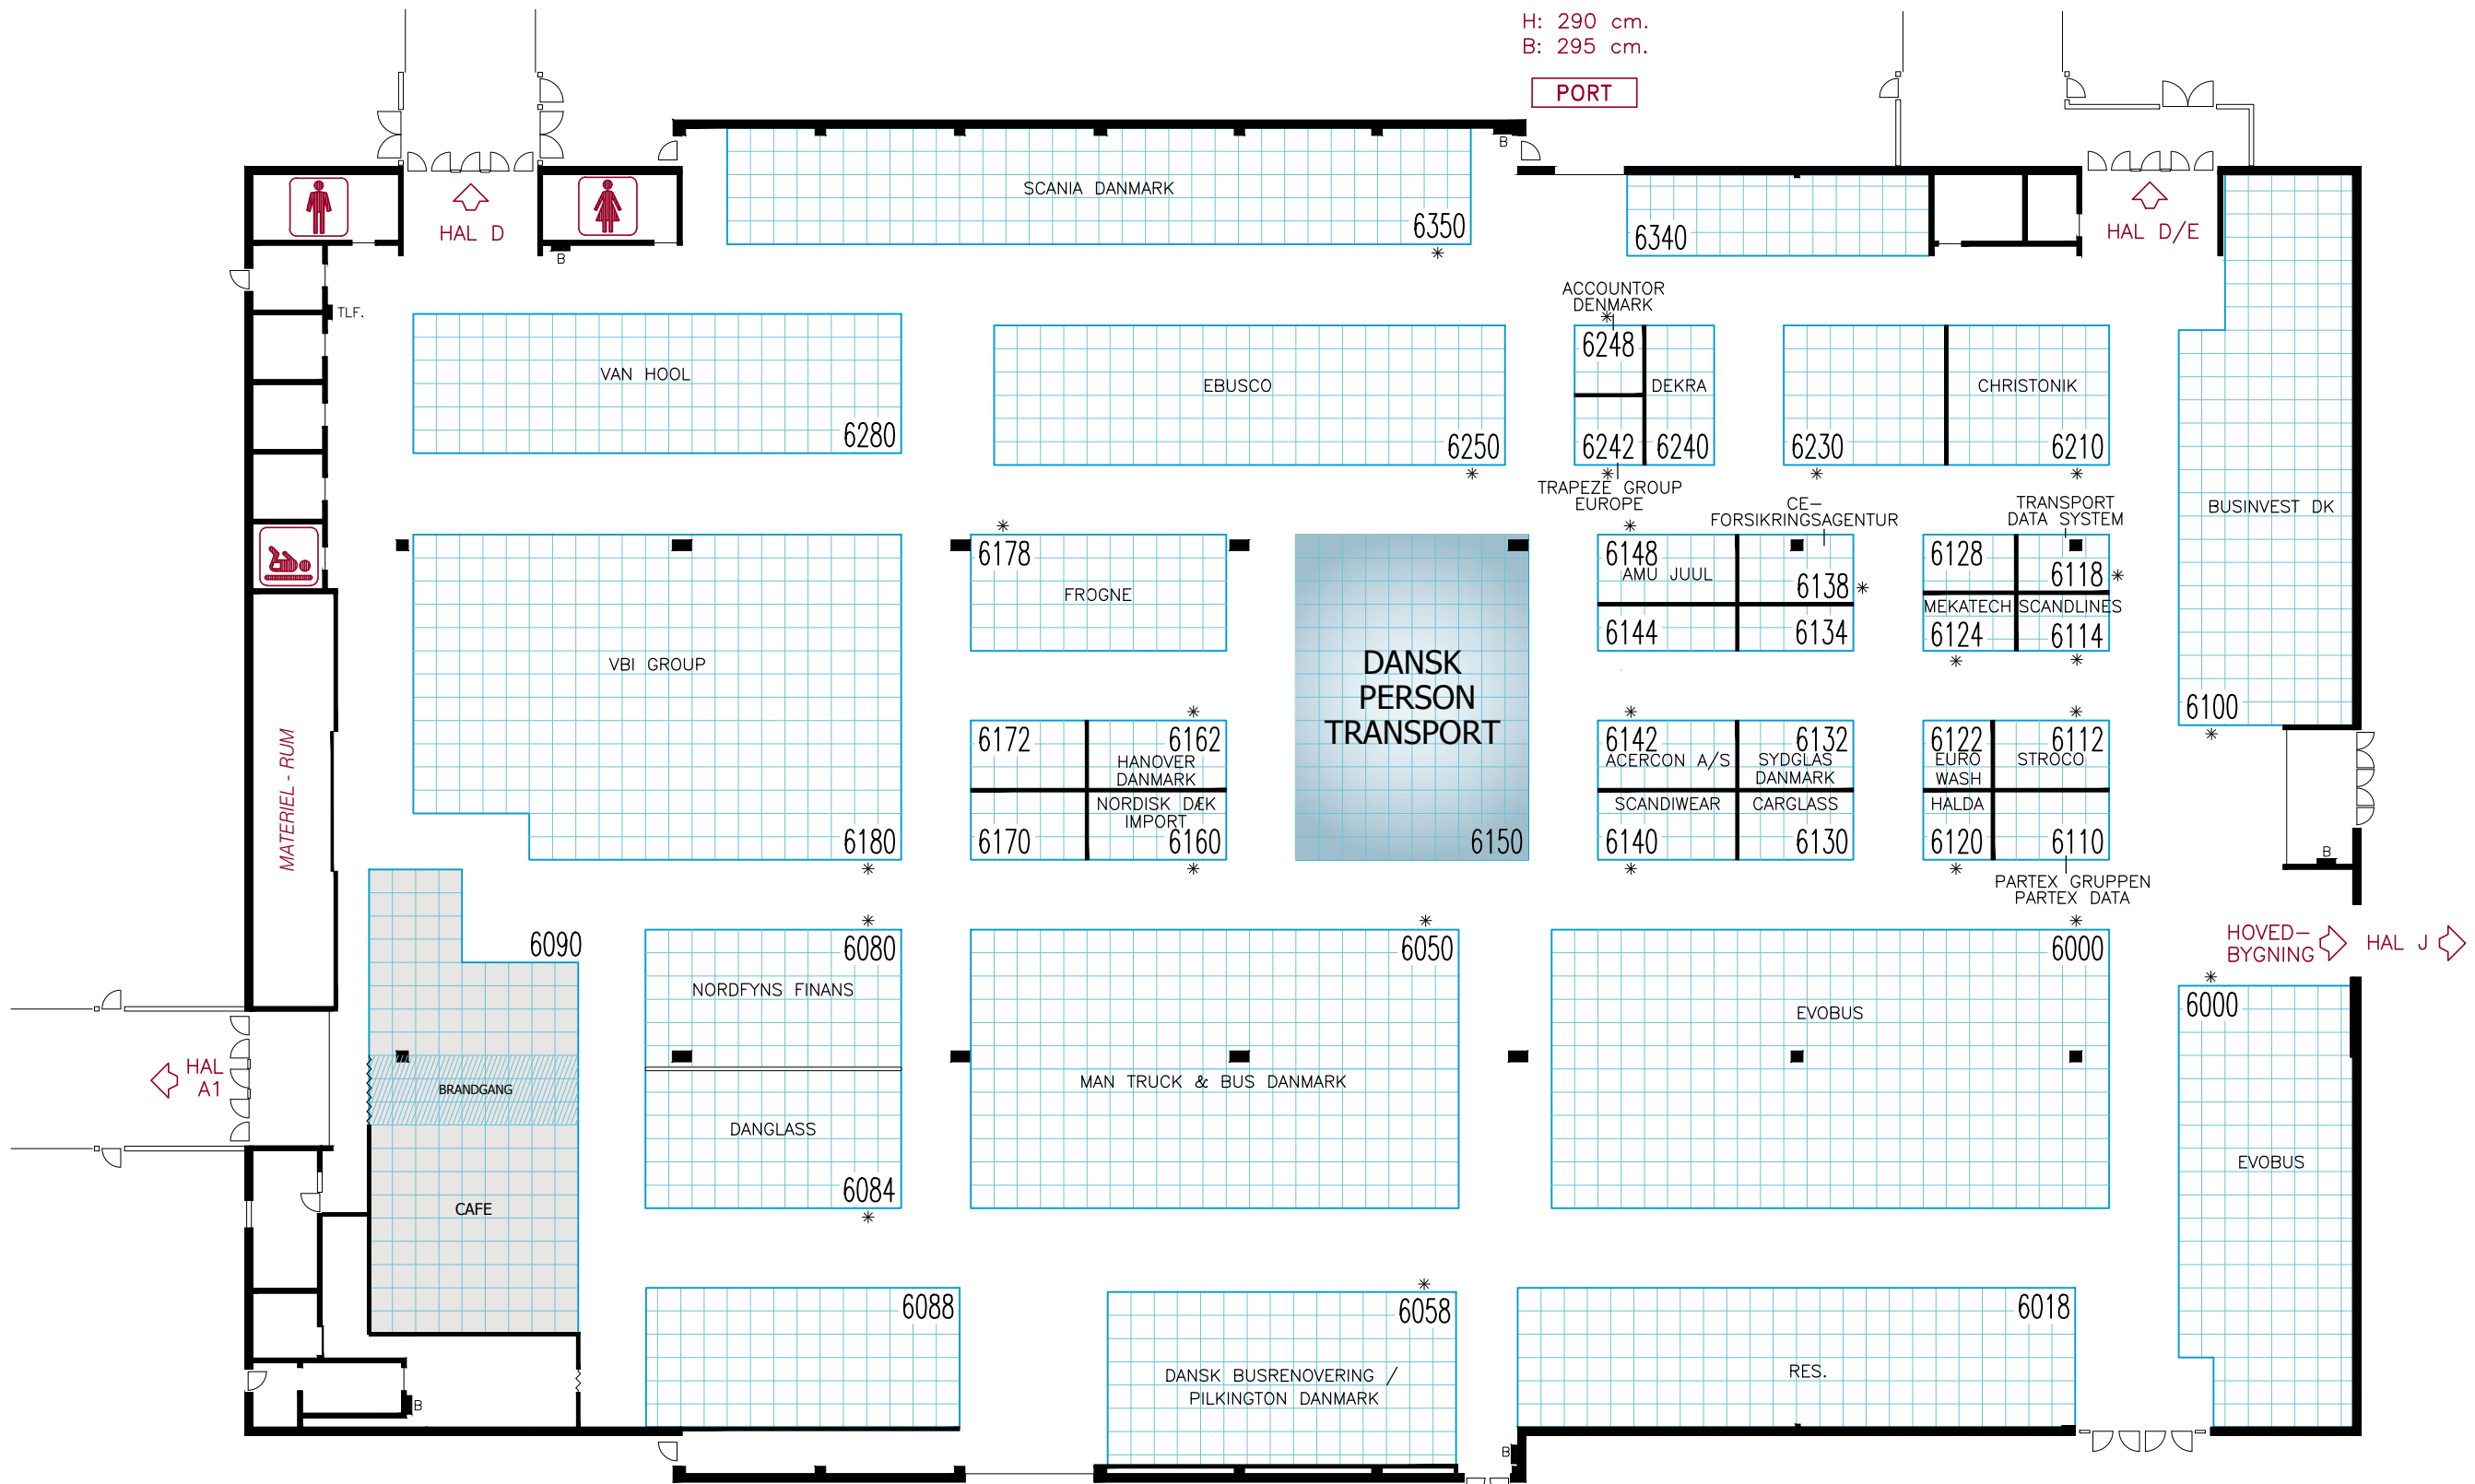 H: 290 cm.
B: 295 cm.
PORT
B
SCANIA DANMARK
6350
*
HAL D
B
6340
HAL D/E
TLF.
VAN HOOL
6280
EBUSCO
6250
*
ACCOUNTOR
DENMARK
*
6248
DEKRA
6242
6240
*
TRAPEZE GROUP
EUROPE
CHRISTONIK
6230
6210
*
*
BUSINVEST DK
6100
*
VBI GROUP
6180
*
*
6178
FROGNE
*
6172
6162
HANOVER
DANMARK
NORDISK DÆK
IMPORT
6170
6160
*
DANSK
PERSON
TRANSPORT
6150
CE-
FORSIKRINGSAGENTUR
*
6148
AMU JUUL
6138 *
6144
6134
TRANSPORT
DATA SYSTEM
6128
6118 *
MEKATECH
SCANDLINES
6124
6114
*
*
*
6142
ACERCON A/S
6132
SYDGLAS
DANMARK
SCANDIWEAR
CARGLASS
6140
6130
*
*
6122
EURO
WASH
6112
STROCO
HALDA
6120
6110
*
PARTEX GRUPPEN
PARTEX DATA
B
MATERIEL - RUM
6090
BRANDGANG
CAFE
HAL
A1
*
6080
NORDFYNS FINANS
DANGLASS
6084
*
*
6050
MAN TRUCK & BUS DANMARK
*
6000
EVOBUS
HOVED-
BYGNING
HAL J
*
6000
EVOBUS
6088
*
6058
DANSK BUSRENOVERING /
PILKINGTON DANMARK
6018
RES.
B
B